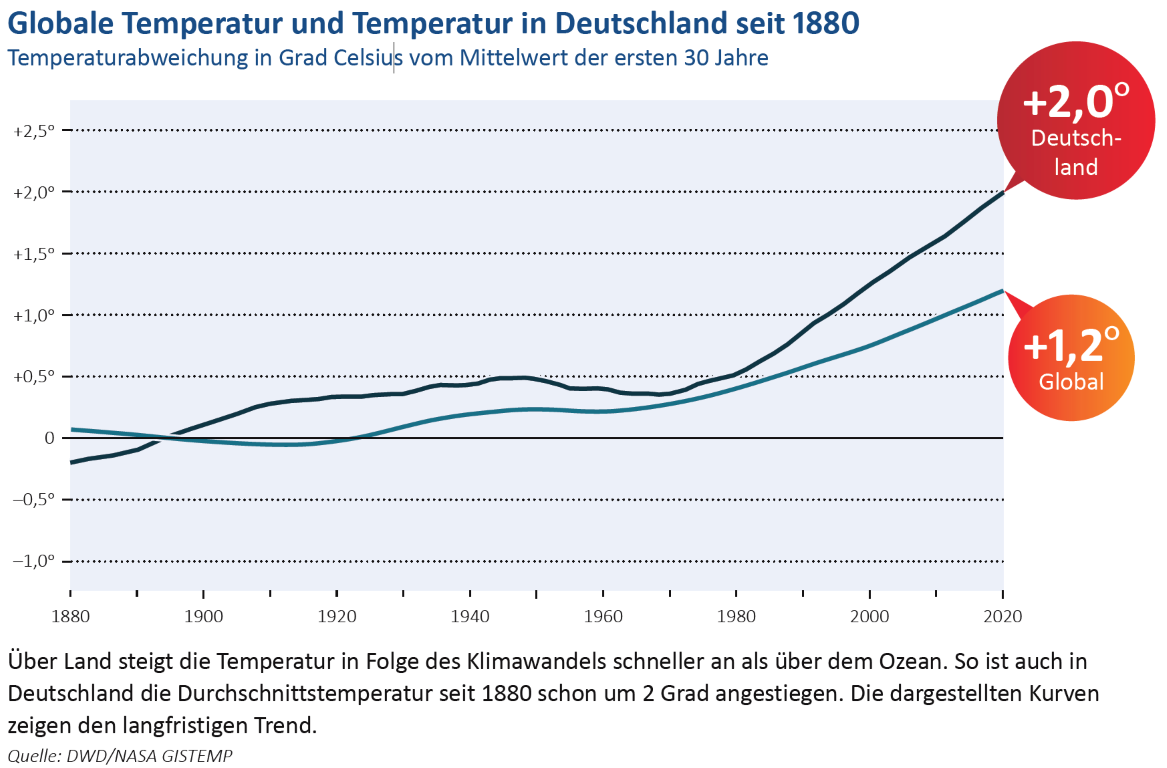 Globale Temperatur und Temperatur in Deutschland seit 1880
Temperaturabweichung in Grad Celsius vom Mittelwert der ersten 30 Jahre
+2,0°
Deutsch-
land
+2,5°
+2,0°
+1,5°
+1,0°
+0,5°
0
–0,5°
–1,0°
+1,2°
Global
1880 1900 1920 1940 1960 1980 2000 2020
Über Land steigt die Temperatur in Folge des Klimawandels schneller an als über dem Ozean. So ist auch in
Deutschland die Durchschnittstemperatur seit 1880 schon um 2 Grad angestiegen. Die dargestellten Kurven
zeigen den langfristigen Trend.
Quelle: DWD/NASA GISTEMP